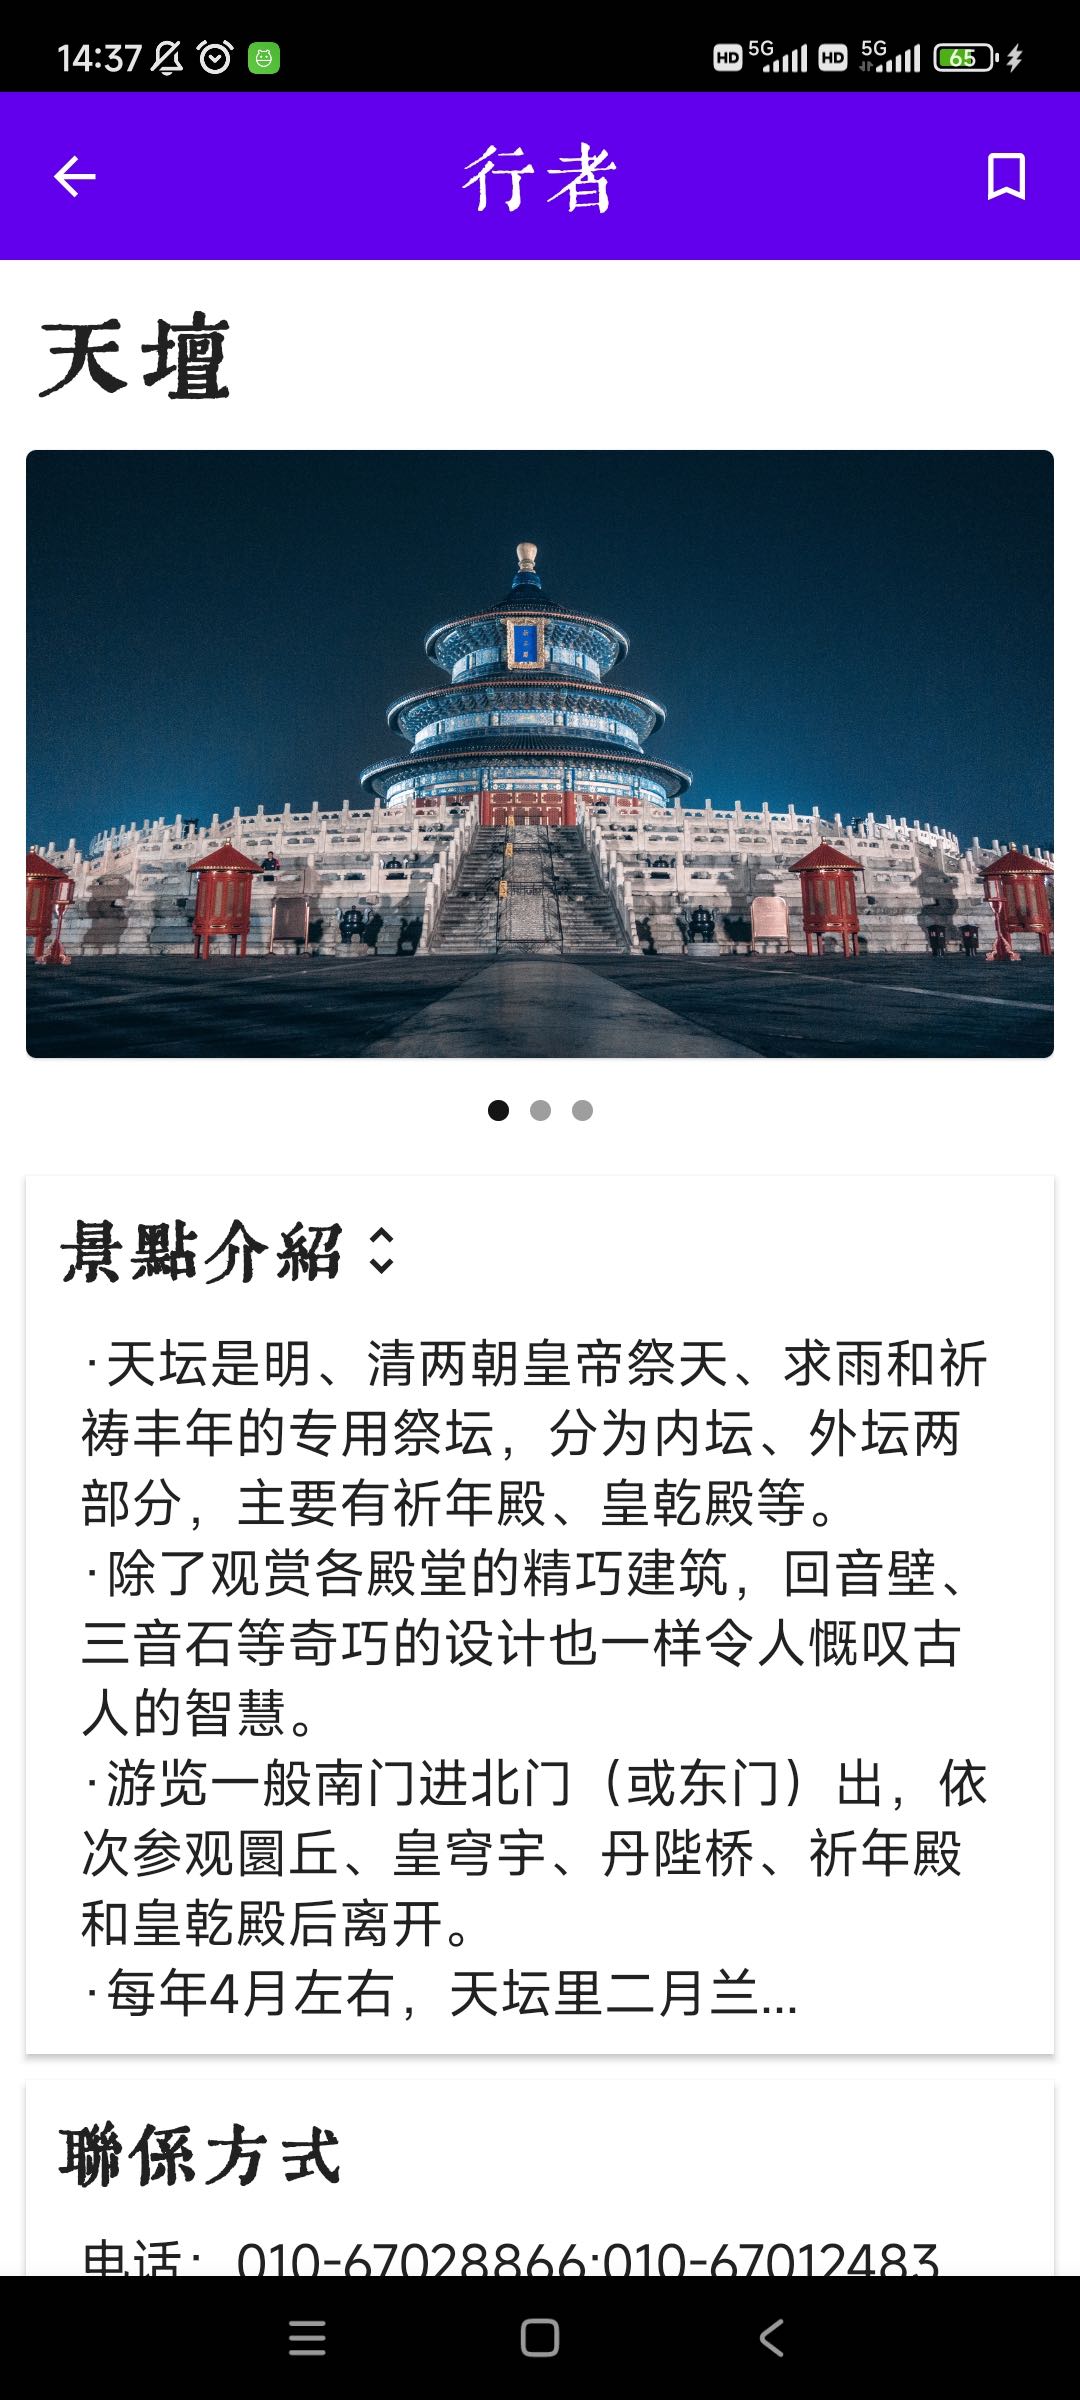 14:37
HD 5G HD 5G 65
行者
天壇
景點介紹
·天坛是明、清两朝皇帝祭天、求雨和祈
祷丰年的专用祭坛，分为内坛、外坛两
部分，主要有祈年殿、皇乾殿等。
·除了观赏各殿堂的精巧建筑，回音壁、
三音石等奇巧的设计也一样令人慨叹古
人的智慧。
·游览一般南门进北门（或东门）出，依
次参观圜丘、皇穹宇、丹陛桥、祈年殿
和皇乾殿后离开。
·每年4月左右，天坛里二月兰...
聯係方式
电话：010-67028866;010-67012483